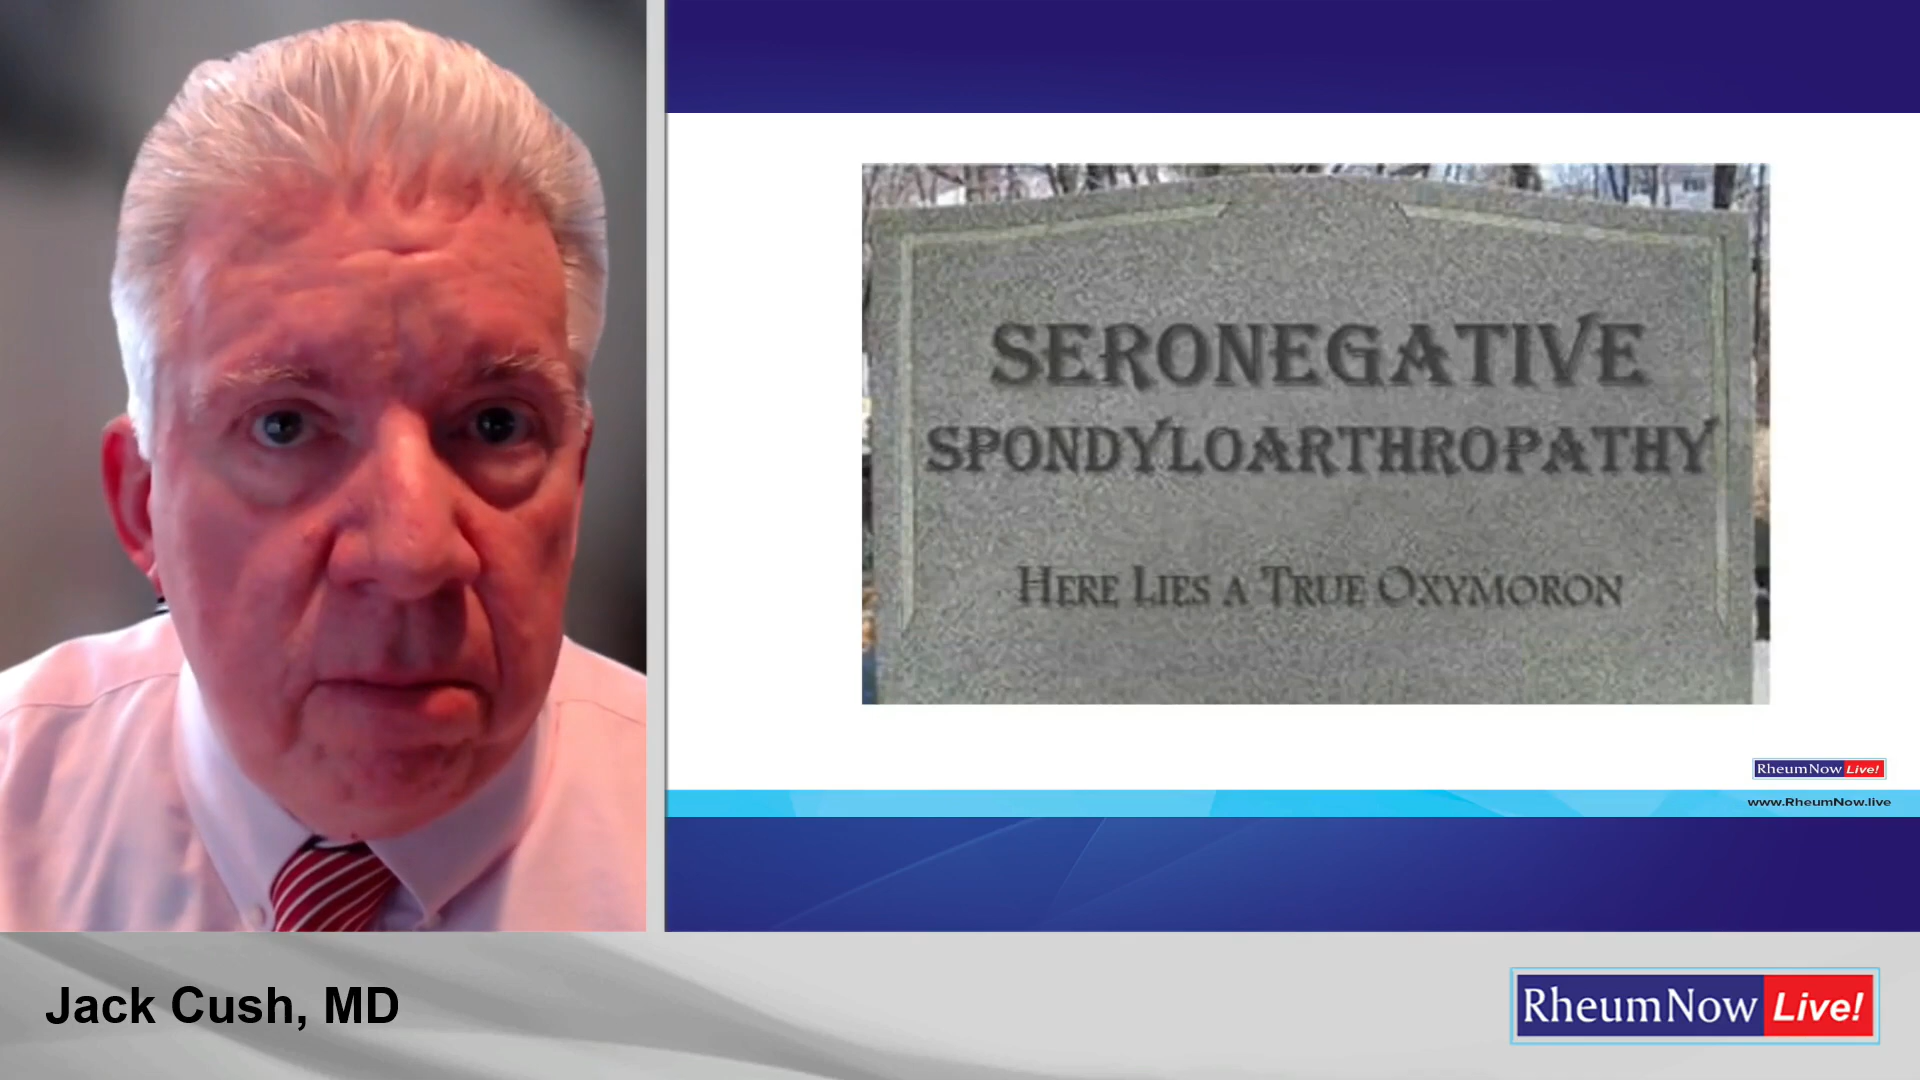 SERONEGATIVE
SPONDYLOARTHROPATHY
HERE LIES A TRUE OXYMORON
RheumNow Live!
www.RheumNow.live
Jack Cush, MD
RheumNow Live!